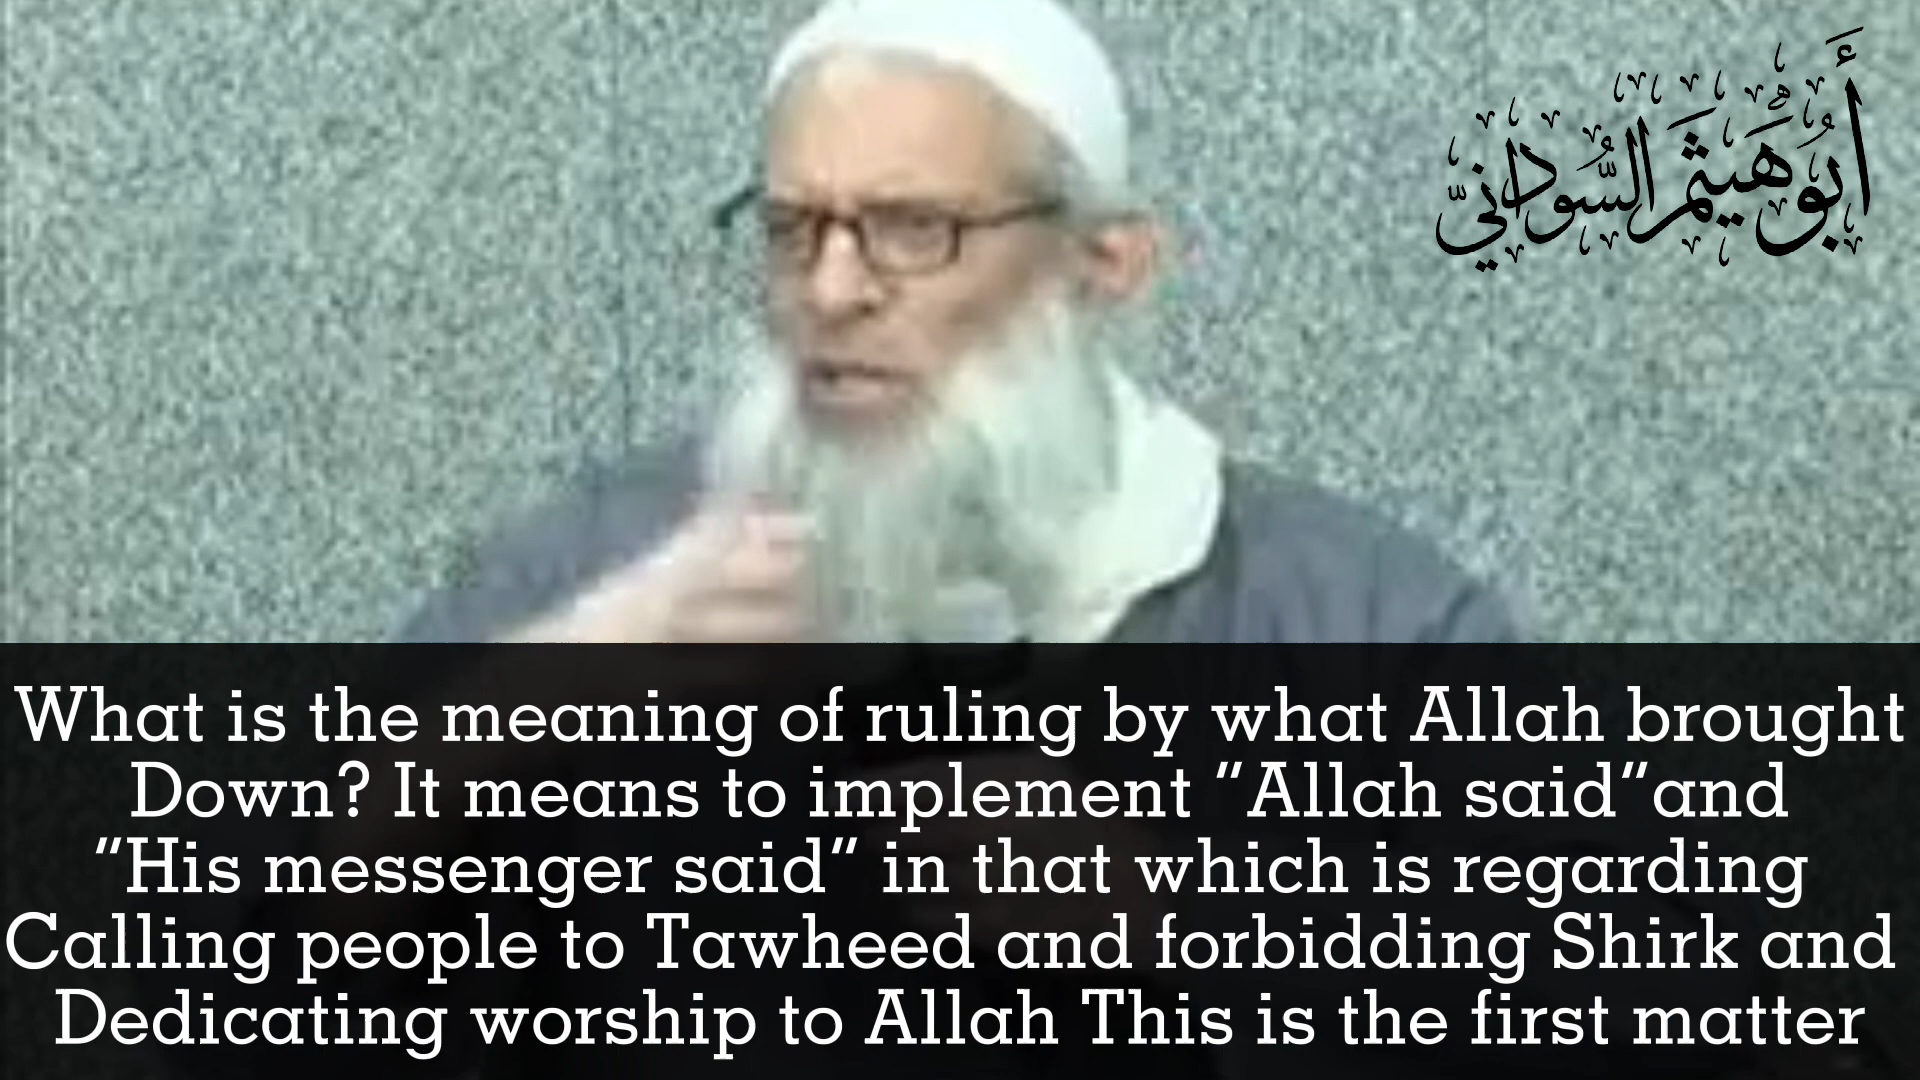 أَبُو هَيْثَم السُّودَانِيّ
What is the meaning of ruling by what Allah brought
Down? It means to implement “Allah said”and
“His messenger said” in that which is regarding
Calling people to Tawheed and forbidding Shirk and
Dedicating worship to Allah This is the first matter